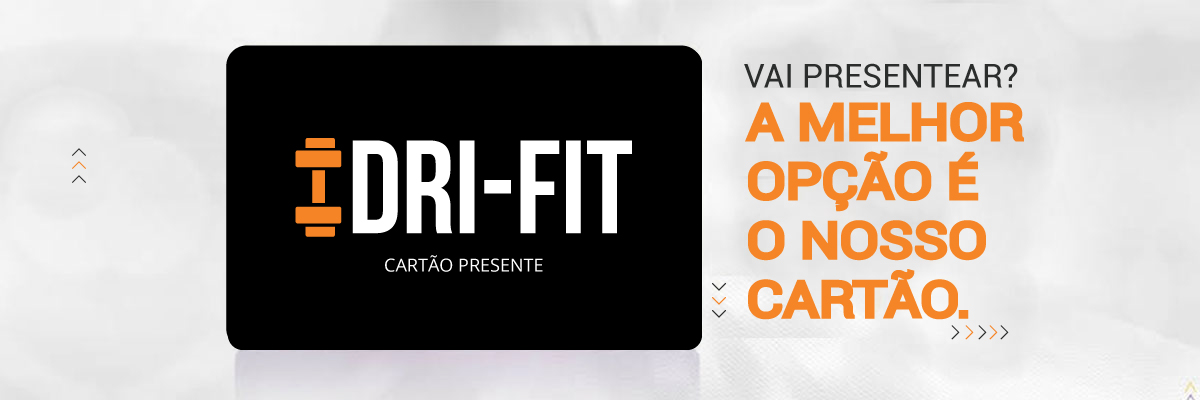 DRI-FIT
CARTÃO PRESENTE
VAI PRESENTEAR?
A MELHOR
OPÇÃO É
O NOSSO
CARTÃO.